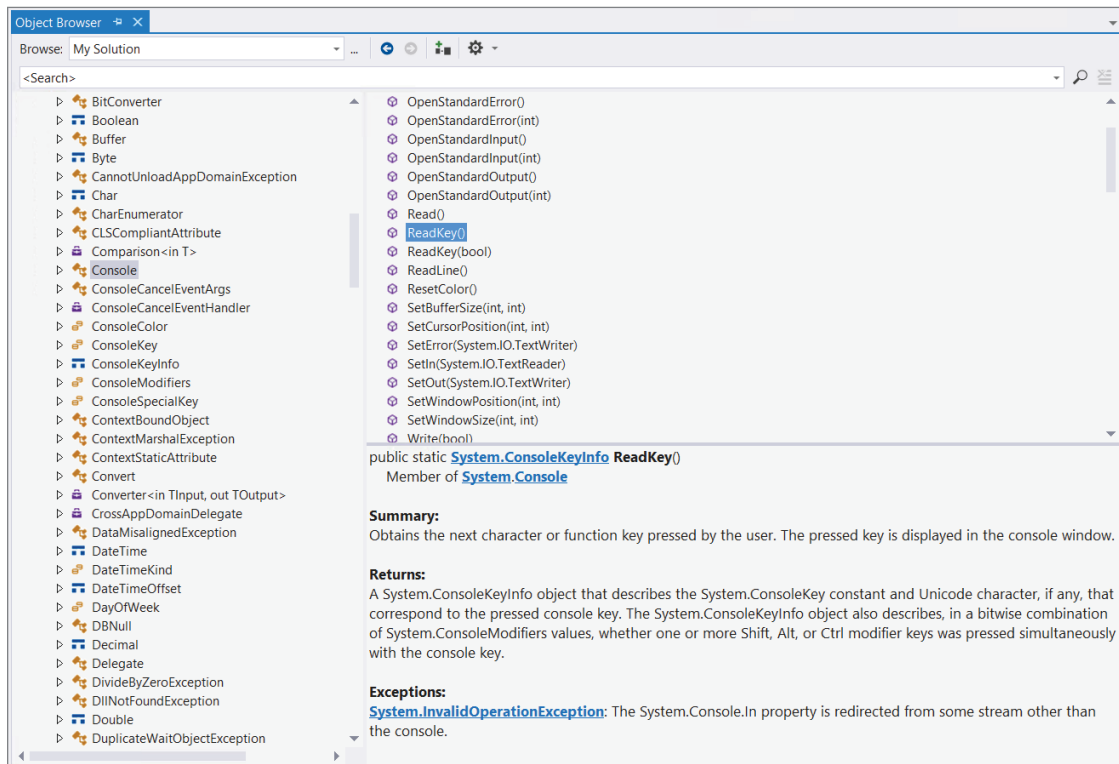 Object Browser
Browse: My Solution
...
<Search>
BitConverter
Boolean
Buffer
Byte
CannotUnloadAppDomainException
Char
CharEnumerator
CLSCompliantAttribute
Comparison<in T>
Console
ConsoleCancelEventArgs
ConsoleCancelEventHandler
ConsoleColor
ConsoleKey
ConsoleKeyInfo
ConsoleModifiers
ConsoleSpecialKey
ContextBoundObject
ContextMarshalException
ContextStaticAttribute
Convert
Converter<in TInput, out TOutput>
CrossAppDomainDelegate
DataMisalignedException
DateTime
DateTimeKind
DateTimeOffset
DayOfWeek
DBNull
Decimal
Delegate
DivideByZeroException
DllNotFoundException
Double
DuplicateWaitObjectException
OpenStandardError()
OpenStandardError(int)
OpenStandardInput()
OpenStandardInput(int)
OpenStandardOutput()
OpenStandardOutput(int)
Read()
ReadKey()
ReadKey(bool)
ReadLine()
ResetColor()
SetBufferSize(int, int)
SetCursorPosition(int, int)
SetError(System.IO.TextWriter)
SetIn(System.IO.TextReader)
SetOut(System.IO.TextWriter)
SetWindowPosition(int, int)
SetWindowSize(int, int)
Write(bool)
public static System.ConsoleKeyInfo ReadKey()
Member of System.Console
Summary:
Obtains the next character or function key pressed by the user. The pressed key is displayed in the console window.
Returns:
A System.ConsoleKeyInfo object that describes the System.ConsoleKey constant and Unicode character, if any, that
correspond to the pressed console key. The System.ConsoleKeyInfo object also describes, in a bitwise combination
of System.ConsoleModifiers values, whether one or more Shift, Alt, or Ctrl modifier keys was pressed simultaneously
with the console key.
Exceptions:
System.InvalidOperationException: The System.Console.In property is redirected from some stream other than
the console.